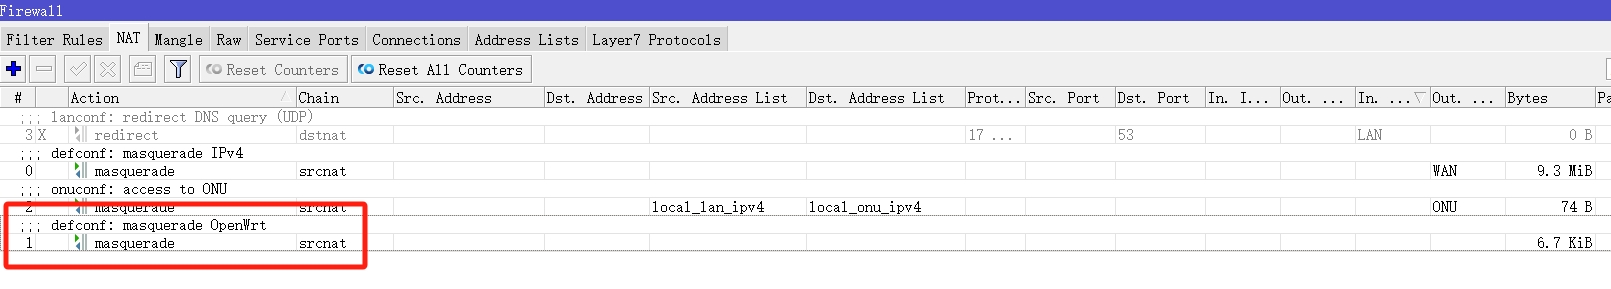 Firewall
Filter Rules NAT Mangle Raw Service Ports Connections Address Lists Layer7 Protocols
Reset Counters Reset All Counters
# Action Chain Src. Address Dst. Address Src. Address List Dst. Address List Prot... Src. Port Dst. Port In. I... Out. ... In. ... Out. ... Bytes Pa
;;; lanconf: redirect DNS query (UDP)
3 X redirect dstnat 17 ... 53 LAN 0 B
;;; defconf: masquerade IPv4
0 masquerade srcnat WAN 9.3 MiB
;;; onuconf: access to ONU
2 masquerade srcnat local_lan_ipv4 local_onu_ipv4 ONU 74 B
;;; defconf: masquerade OpenWrt
1 masquerade srcnat 6.7 KiB